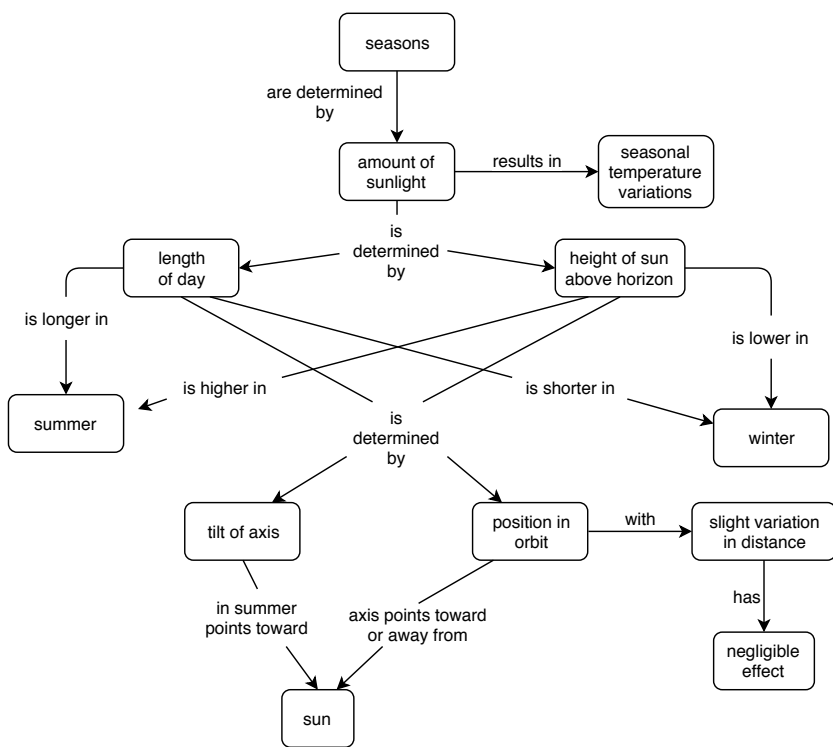 seasons
are determined
by
amount of
sunlight
results in
seasonal
temperature
variations
is
determined
by
length
of day
height of sun
above horizon
is longer in
is lower in
is higher in
is shorter in
summer
is
determined
by
winter
tilt of axis
position in
orbit
with
slight variation
in distance
in summer
points toward
axis points toward
or away from
has
negligible
effect
sun